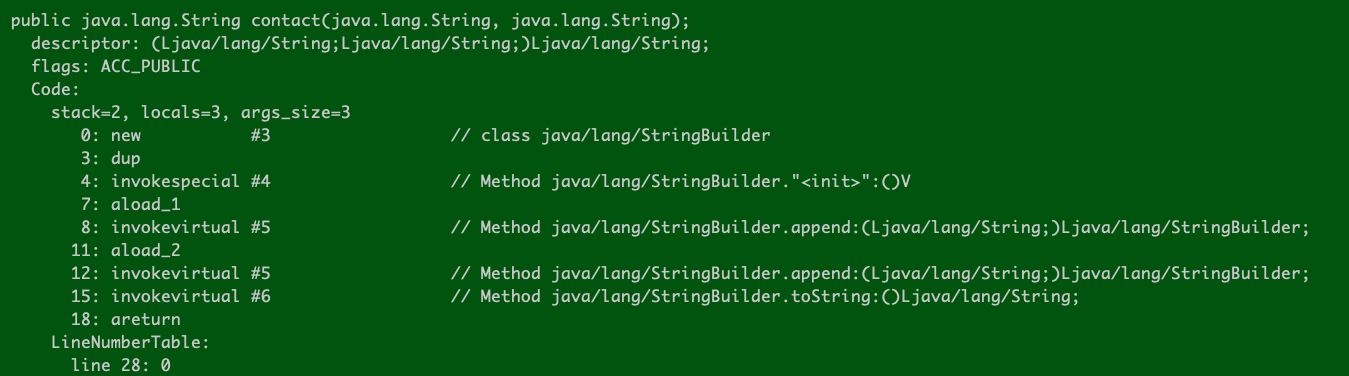 public java.lang.String contact(java.lang.String, java.lang.String);
  descriptor: (Ljava/lang/String;Ljava/lang/String;)Ljava/lang/String;
  flags: ACC_PUBLIC
  Code:
    stack=2, locals=3, args_size=3
       0: new           #3                  // class java/lang/StringBuilder
       3: dup
       4: invokespecial #4                  // Method java/lang/StringBuilder."<init>":()V
       7: aload_1
       8: invokevirtual #5                  // Method java/lang/StringBuilder.append:(Ljava/lang/String;)Ljava/lang/StringBuilder;
      11: aload_2
      12: invokevirtual #5                  // Method java/lang/StringBuilder.append:(Ljava/lang/String;)Ljava/lang/StringBuilder;
      15: invokevirtual #6                  // Method java/lang/StringBuilder.toString:()Ljava/lang/String;
      18: areturn
    LineNumberTable:
      line 28: 0